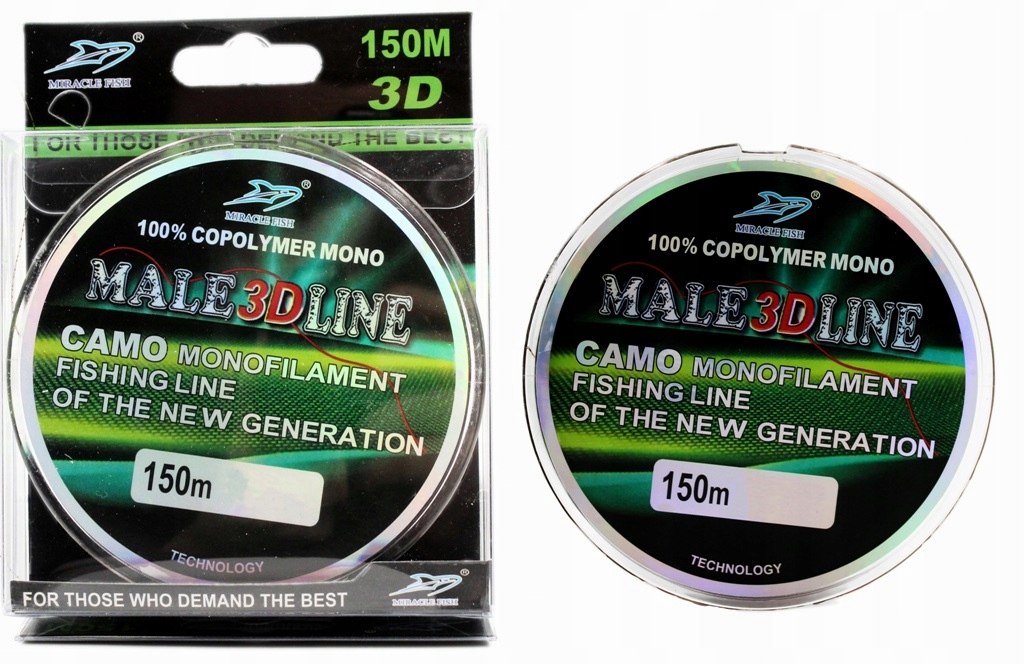 MIRACLE FISH ®
150M
3D
FOR THOSE WHO DEMAND THE BEST
MIRACLE FISH ®
100% COPOLYMER MONO
MALE 3D LINE
CAMO MONOFILAMENT
FISHING LINE
OF THE NEW GENERATION
150m
TECHNOLOGY
FOR THOSE WHO DEMAND THE BEST
MIRACLE FISH ®
MIRACLE FISH ®
100% COPOLYMER MONO
MALE 3D LINE
CAMO MONOFILAMENT
FISHING LINE
OF THE NEW GENERATION
150m
TECHNOLOGY